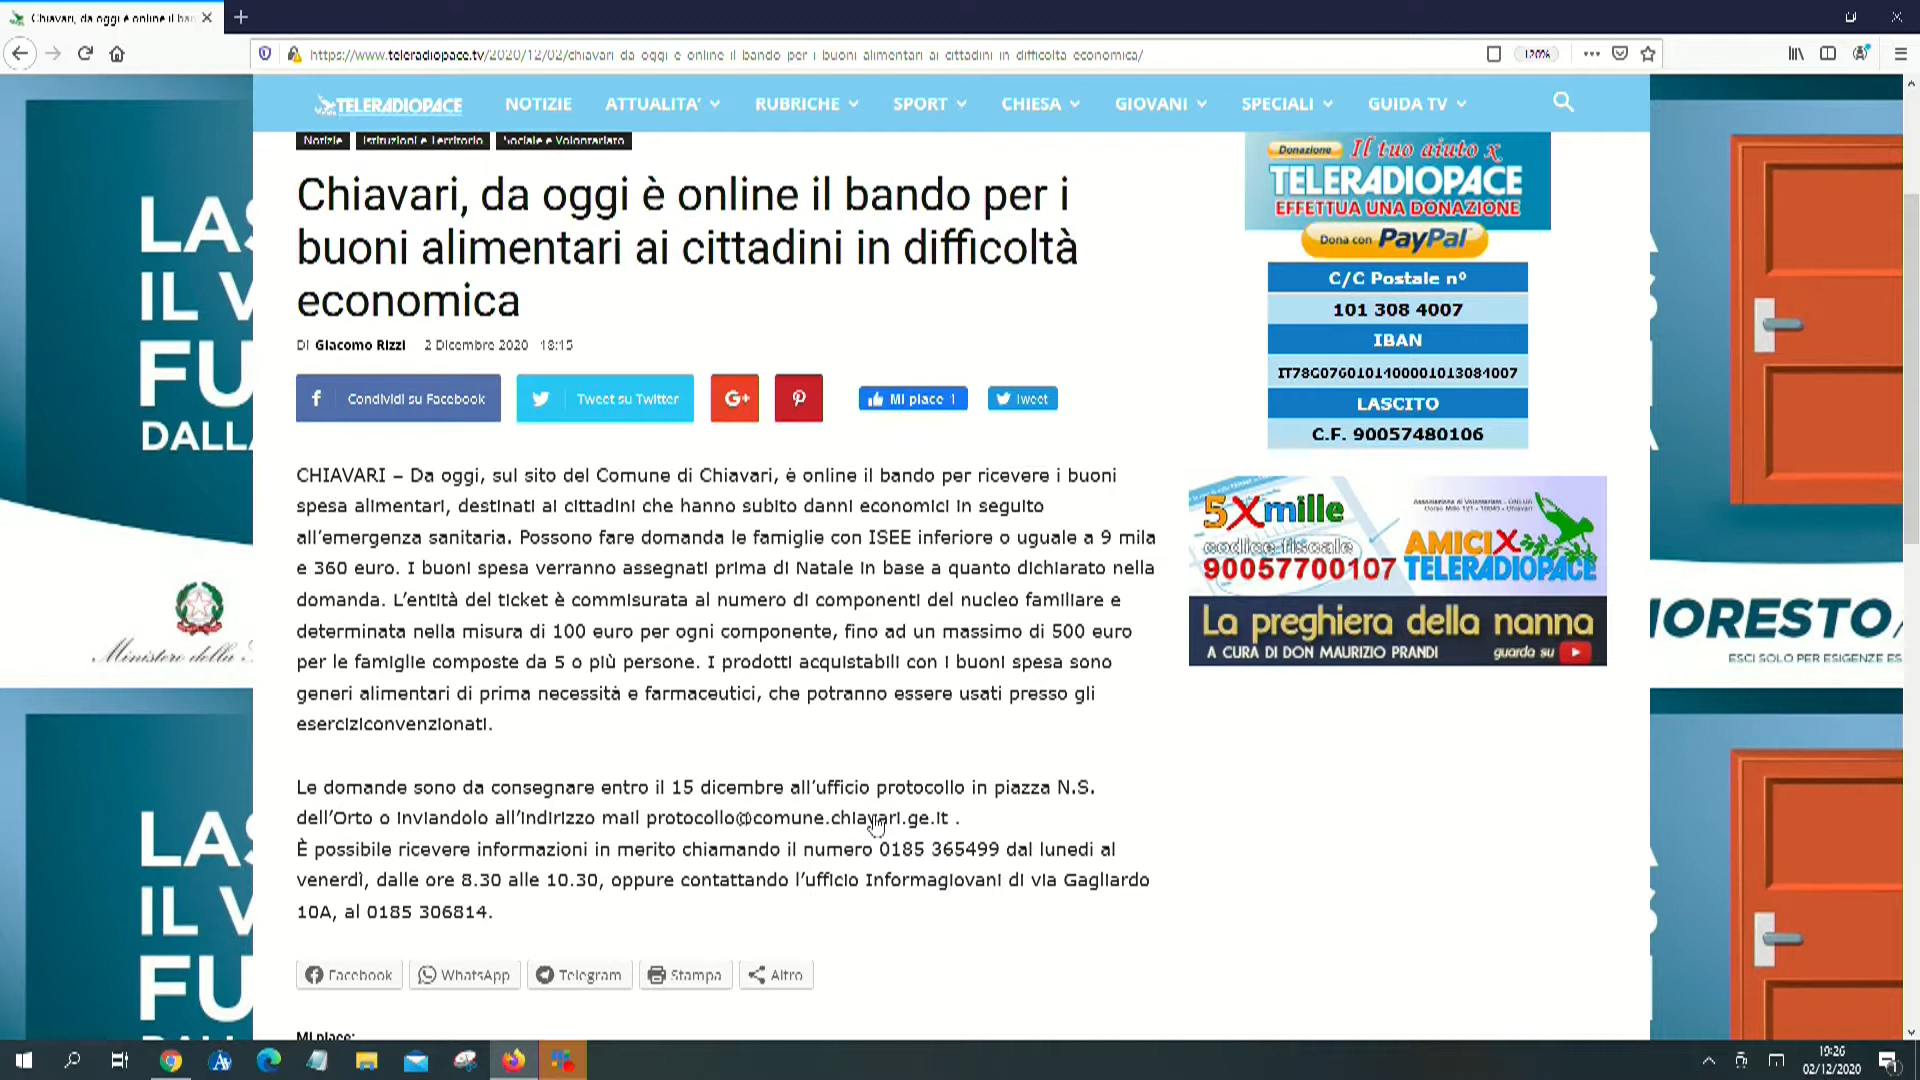 Chiavari, da oggi è online il ban
https://www.teleradiopace.tv/2020/12/02/chiavari-da-oggi-e-online-il-bando-per-i-buoni-alimentari-ai-cittadini-in-difficolta-economica/
120%
TELERADIOPACE NOTIZIE ATTUALITA' RUBRICHE SPORT CHIESA GIOVANI SPECIALI GUIDA TV
Notizie Istituzioni e Territorio Sociale e Volontariato
Chiavari, da oggi è online il bando per i
buoni alimentari ai cittadini in difficoltà
economica
Di Giacomo Rizzi 2 Dicembre 2020 18:15
Condividi su Facebook Tweet su Twitter G+ Mi piace 1 Tweet
CHIAVARI – Da oggi, sul sito del Comune di Chiavari, è online il bando per ricevere i buoni
spesa alimentari, destinati ai cittadini che hanno subito danni economici in seguito
all'emergenza sanitaria. Possono fare domanda le famiglie con ISEE inferiore o uguale a 9 mila
e 360 euro. I buoni spesa verranno assegnati prima di Natale in base a quanto dichiarato nella
domanda. L'entità del ticket è commisurata al numero di componenti del nucleo familiare e
determinata nella misura di 100 euro per ogni componente, fino ad un massimo di 500 euro
per le famiglie composte da 5 o più persone. I prodotti acquistabili con i buoni spesa sono
generi alimentari di prima necessità e farmaceutici, che potranno essere usati presso gli
eserciziconvenzionati.
Le domande sono da consegnare entro il 15 dicembre all'ufficio protocollo in piazza N.S.
dell'Orto o inviandolo all'indirizzo mail protocollo@comune.chiavari.ge.it .
È possibile ricevere informazioni in merito chiamando il numero 0185 365499 dal lunedì al
venerdì, dalle ore 8.30 alle 10.30, oppure contattando l'ufficio Informagiovani di via Gagliardo
10A, al 0185 306814.
Facebook WhatsApp Telegram Stampa Altro
Mi piace:
Donazione Il tuo aiuto x
TELERADIOPACE
EFFETTUA UNA DONAZIONE
Dona con PayPal
C/C Postale n°
101 308 4007
IBAN
IT78G0760101400001013084007
LASCITO
C.F. 90057480106
5Xmille
codice fiscale
90057700107
AMICI X
TELERADIOPACE
La preghiera della nanna
A CURA DI DON MAURIZIO PRANDI guarda su
LAS
IL V
FU
DALLA
Ministero della
IORESTO
ESCI SOLO PER ESIGENZE ES
LA
IL V
FU
19:26
02/12/2020